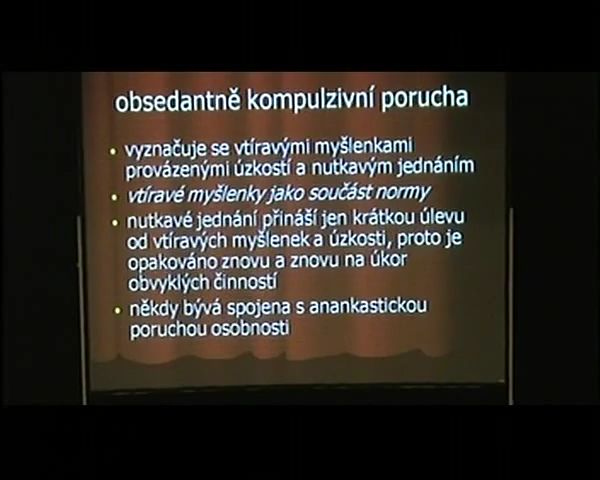 obsedantně kompulzivní porucha
• vyznačuje se vtíravými myšlenkami
provázenými úzkostí a nutkavým jednáním
• vtíravé myšlenky jako součást normy
• nutkavé jednání přináší jen krátkou úlevu
od vtíravých myšlenek a úzkosti, proto je
opakováno znovu a znovu na úkor
obvyklých činností
• někdy bývá spojena s anankastickou
poruchou osobnosti